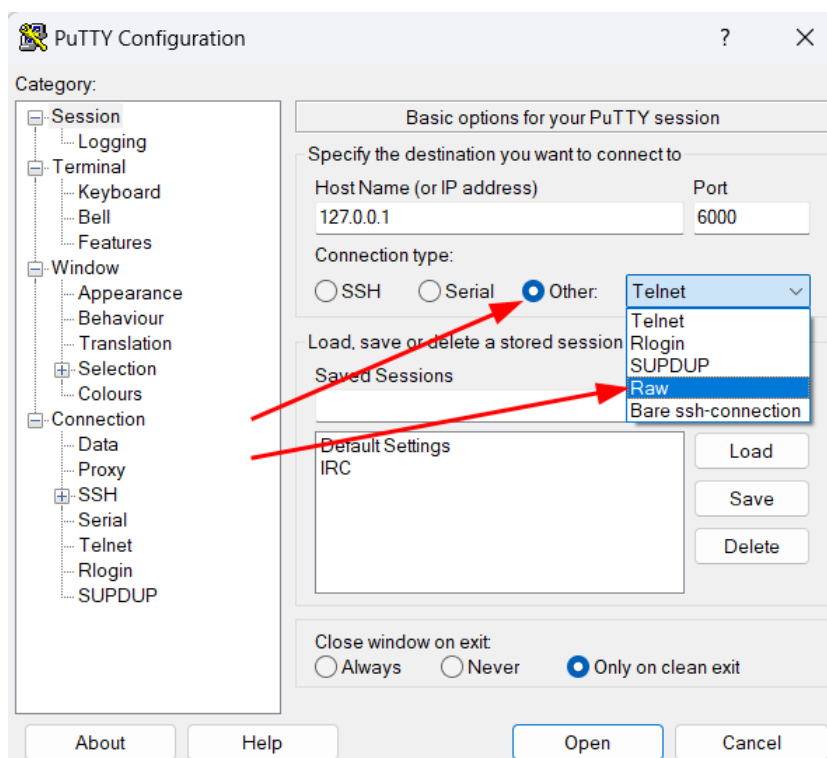 PuTTY Configuration ? ×
Category:
Session
Logging
Terminal
Keyboard
Bell
Features
Window
Appearance
Behaviour
Translation
Selection
Colours
Connection
Data
Proxy
SSH
Serial
Telnet
Rlogin
SUPDUP
Basic options for your PuTTY session
Specify the destination you want to connect to
Host Name (or IP address) Port
127.0.0.1 6000
Connection type:
SSH Serial Other: Telnet
Telnet
Rlogin
SUPDUP
Raw
Bare ssh-connection
Load, save or delete a stored session
Saved Sessions
Default Settings
IRC
Load
Save
Delete
Close window on exit:
Always Never Only on clean exit
About Help Open Cancel